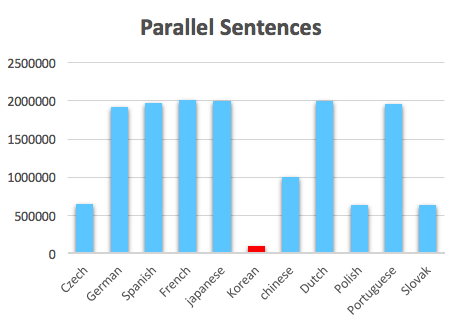 Parallel Sentences
2500000
2000000
1500000
1000000
500000
0
Czech
German
Spanish
French
japanese
Korean
chinese
Dutch
Polish
Portuguese
Slovak